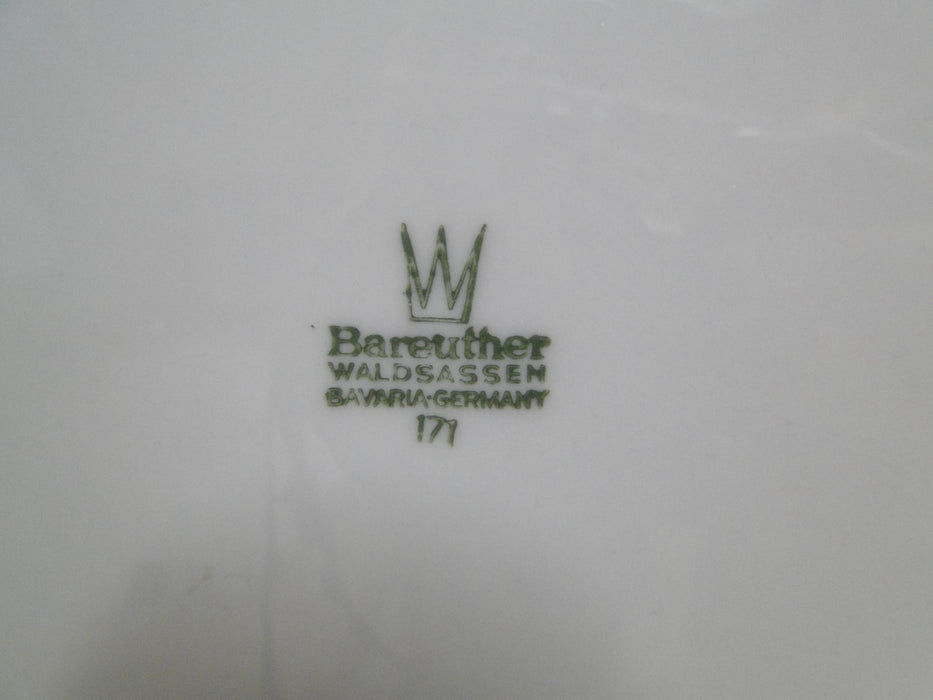 W
Bareuther
WALDSASSEN
BAVARIA·GERMANY
171